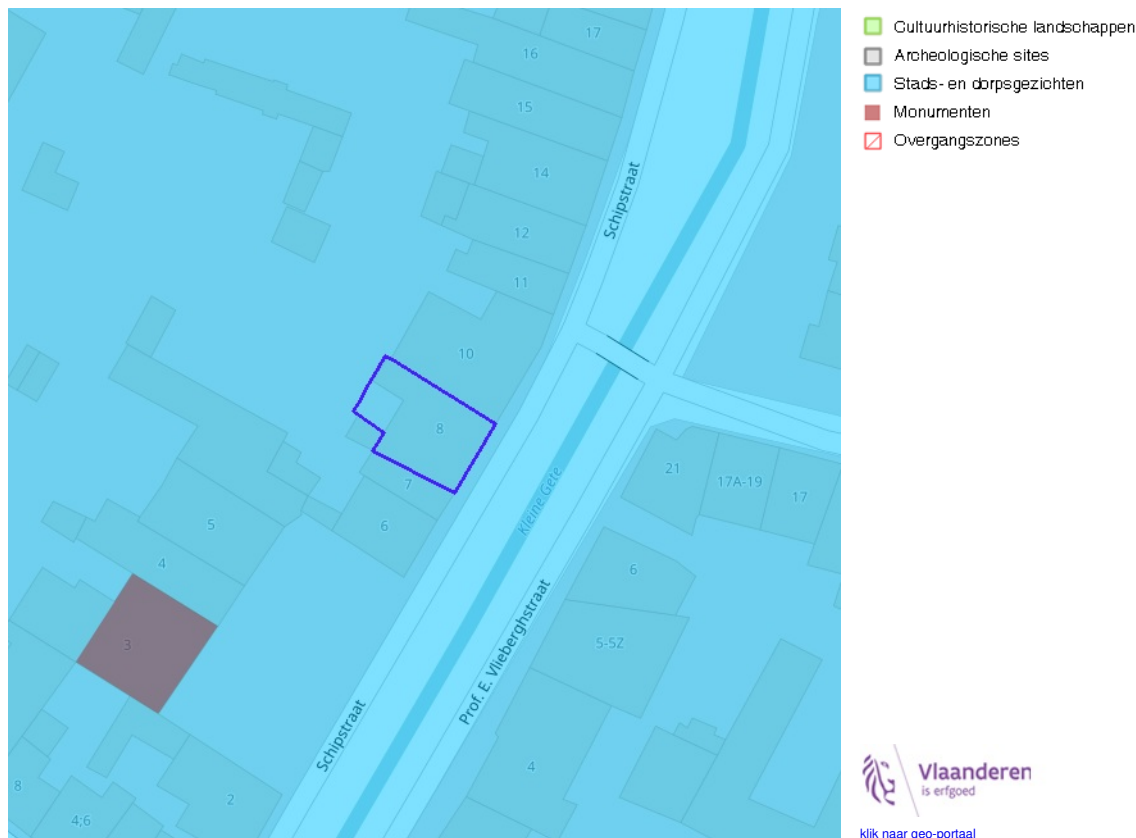 17
16
15
14
12
11
10
8
7
6
5
4
3
2
8
4;6
Schipstraat
Schipstraat
Kleine Gete
Prof. E. Vlieberghstraat
21
17A-19
17
6
5-5Z
4
Cultuurhistorische landschappen
Archeologische sites
Stads- en dorpsgezichten
Monumenten
Overgangszones
Vlaanderen
is erfgoed
klik naar geo-portaal